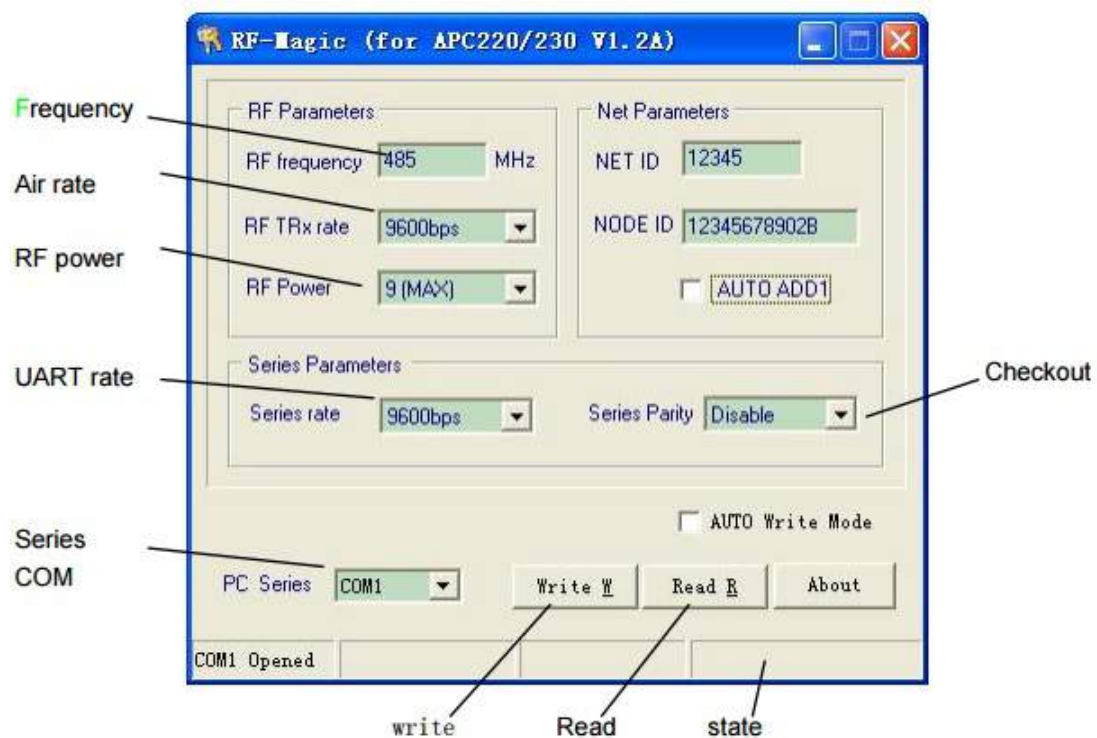 RF-Magic (for APC220/230 V1.2A)
Frequency
RF Parameters
RF frequency 485 MHz
Air rate
RF TRx rate 9600bps
RF power
RF Power 9 (MAX)
Net Parameters
NET ID 12345
NODE ID 12345678902B
AUTO ADD1
UART rate
Series Parameters
Series rate 9600bps
Series Parity Disable
Checkout
AUTO Write Mode
Series
COM
PC Series COM1
Write W
Read R
About
COM1 Opened
write
Read
state